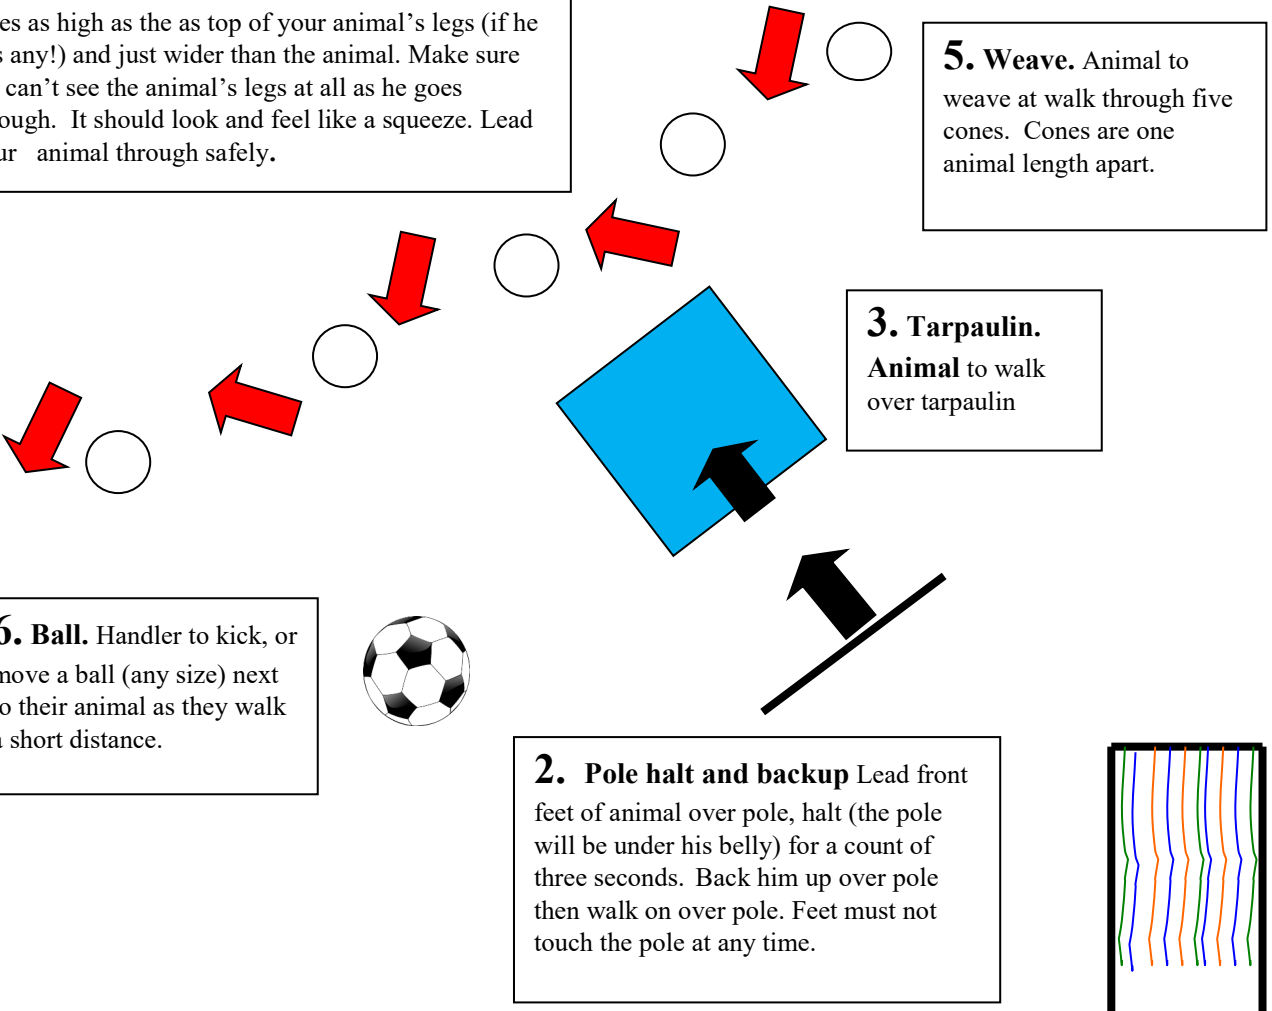 es as high as the as top of your animal’s legs (if he
s any!) and just wider than the animal. Make sure
can’t see the animal’s legs at all as he goes
ough. It should look and feel like a squeeze. Lead
ur animal through safely.
5. Weave. Animal to
weave at walk through five
cones. Cones are one
animal length apart.
3. Tarpaulin.
Animal to walk
over tarpaulin
6. Ball. Handler to kick, or
move a ball (any size) next
o their animal as they walk
a short distance.
2. Pole halt and backup Lead front
feet of animal over pole, halt (the pole
will be under his belly) for a count of
three seconds. Back him up over pole
then walk on over pole. Feet must not
touch the pole at any time.